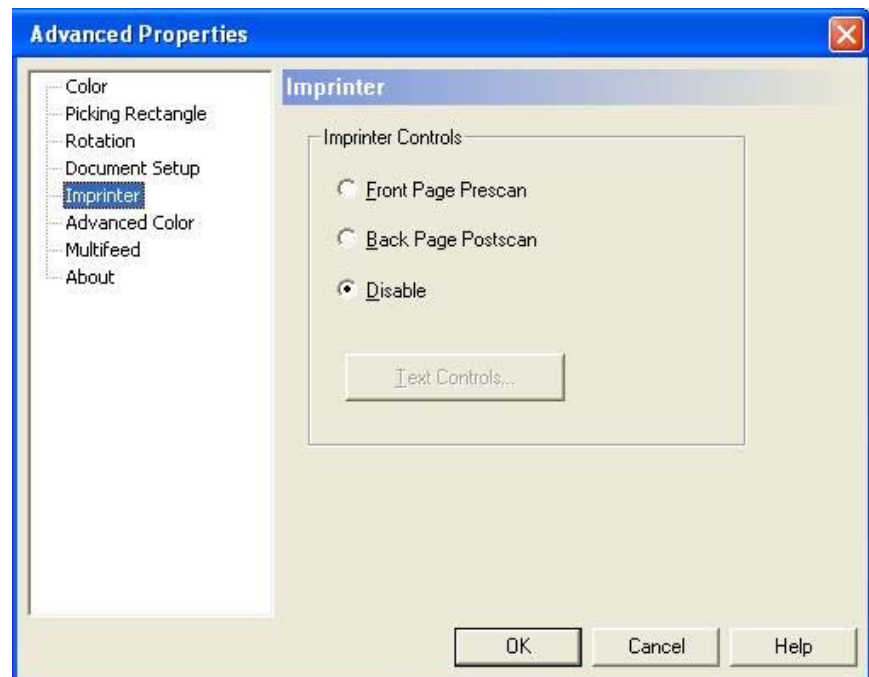 Advanced Properties
Color
Picking Rectangle
Rotation
Document Setup
Imprinter
Advanced Color
Multifeed
About
Imprinter
Imprinter Controls
Front Page Prescan
Back Page Postscan
Disable
Text Controls...
OK
Cancel
Help